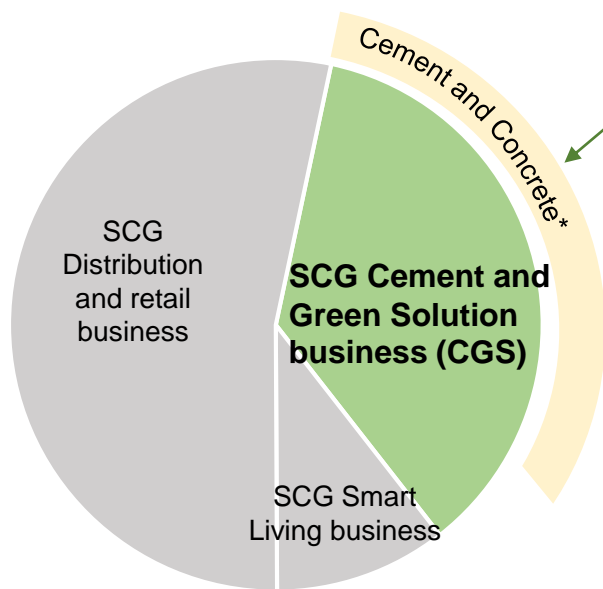 Cement and Concrete*
SCG
Distribution
and retail
business
SCG Cement and
Green Solution
business (CGS)
SCG Smart
Living business